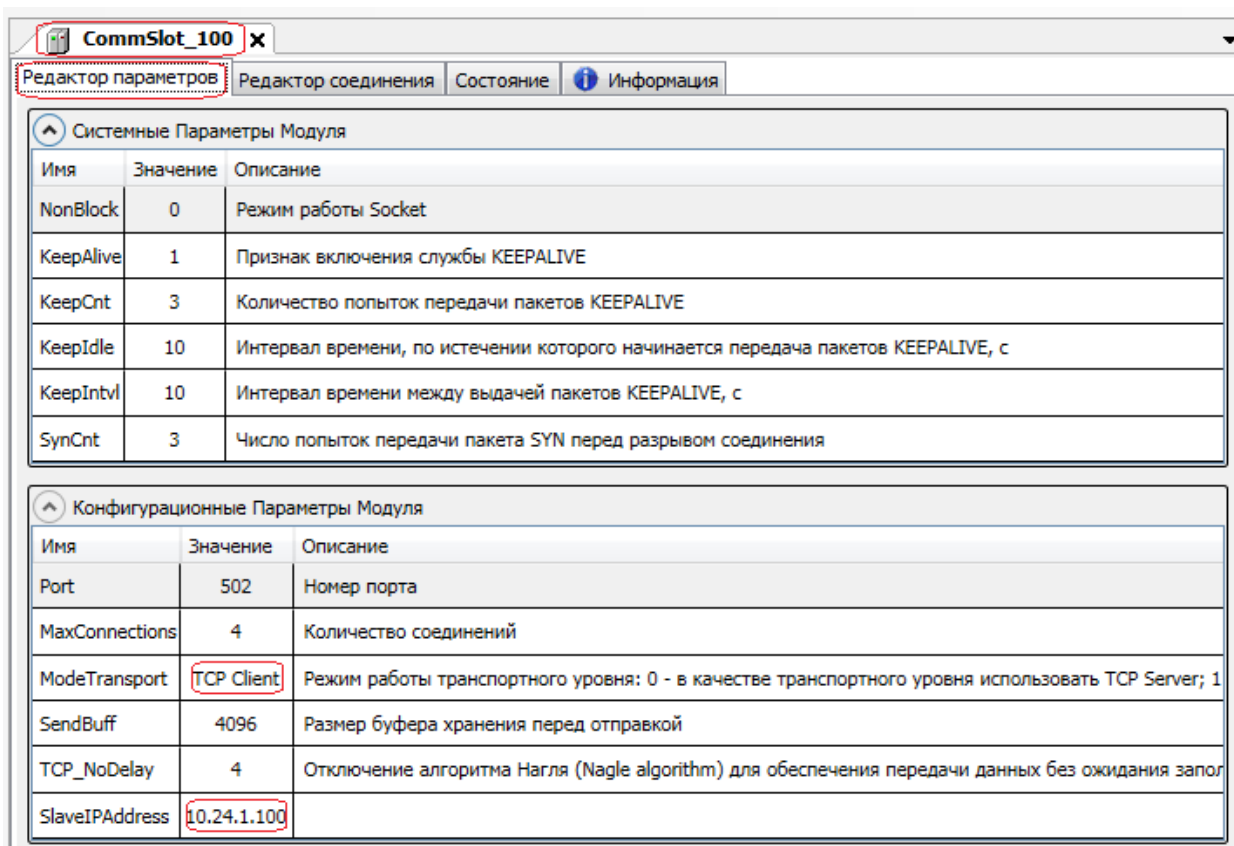 CommSlot_100
Редактор параметров Редактор соединения Состояние Информация
Системные Параметры Модуля
Имя Значение Описание
NonBlock 0 Режим работы Socket
KeepAlive 1 Признак включения службы KEEPALIVE
KeepCnt 3 Количество попыток передачи пакетов KEEPALIVE
KeepIdle 10 Интервал времени, по истечении которого начинается передача пакетов KEEPALIVE, с
KeepIntvl 10 Интервал времени между выдачей пакетов KEEPALIVE, с
SynCnt 3 Число попыток передачи пакета SYN перед разрывом соединения
Конфигурационные Параметры Модуля
Имя Значение Описание
Port 502 Номер порта
MaxConnections 4 Количество соединений
ModeTransport TCP Client Режим работы транспортного уровня: 0 - в качестве транспортного уровня использовать TCP Server; 1
SendBuff 4096 Размер буфера хранения перед отправкой
TCP_NoDelay 4 Отключение алгоритма Нагля (Nagle algorithm) для обеспечения передачи данных без ожидания запол
SlaveIPAddress 10.24.1.100